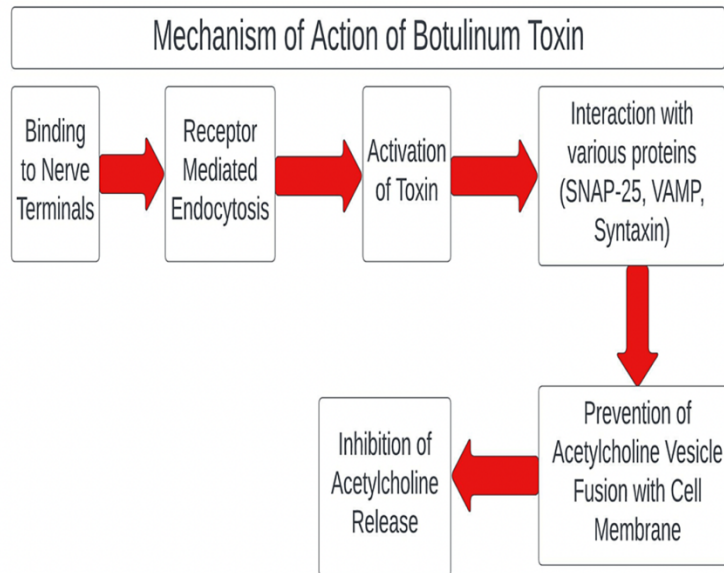 Mechanism of Action of Botulinum Toxin
Binding
to Nerve
Terminals
Receptor
Mediated
Endocytosis
Activation
of Toxin
Interaction with
various proteins
(SNAP-25, VAMP,
Syntaxin)
Prevention of
Acetylcholine Vesicle
Fusion with Cell
Membrane
Inhibition of
Acetylcholine
Release